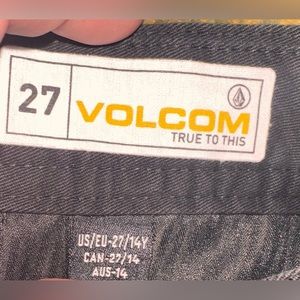 27
VOLCOM
TRUE TO THIS
US/EU-27/14Y
CAN-27/14
AUS-14